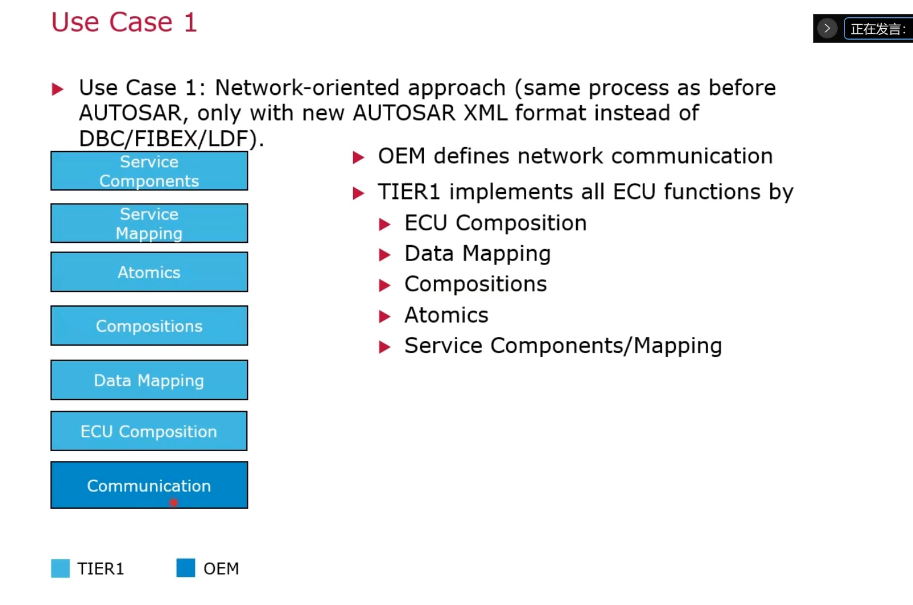 Use Case 1
正在发言:
Use Case 1: Network-oriented approach (same process as before
AUTOSAR, only with new AUTOSAR XML format instead of
DBC/FIBEX/LDF).
Service
Components
Service
Mapping
Atomics
Compositions
Data Mapping
ECU Composition
Communication
OEM defines network communication
TIER1 implements all ECU functions by
ECU Composition
Data Mapping
Compositions
Atomics
Service Components/Mapping
TIER1
OEM